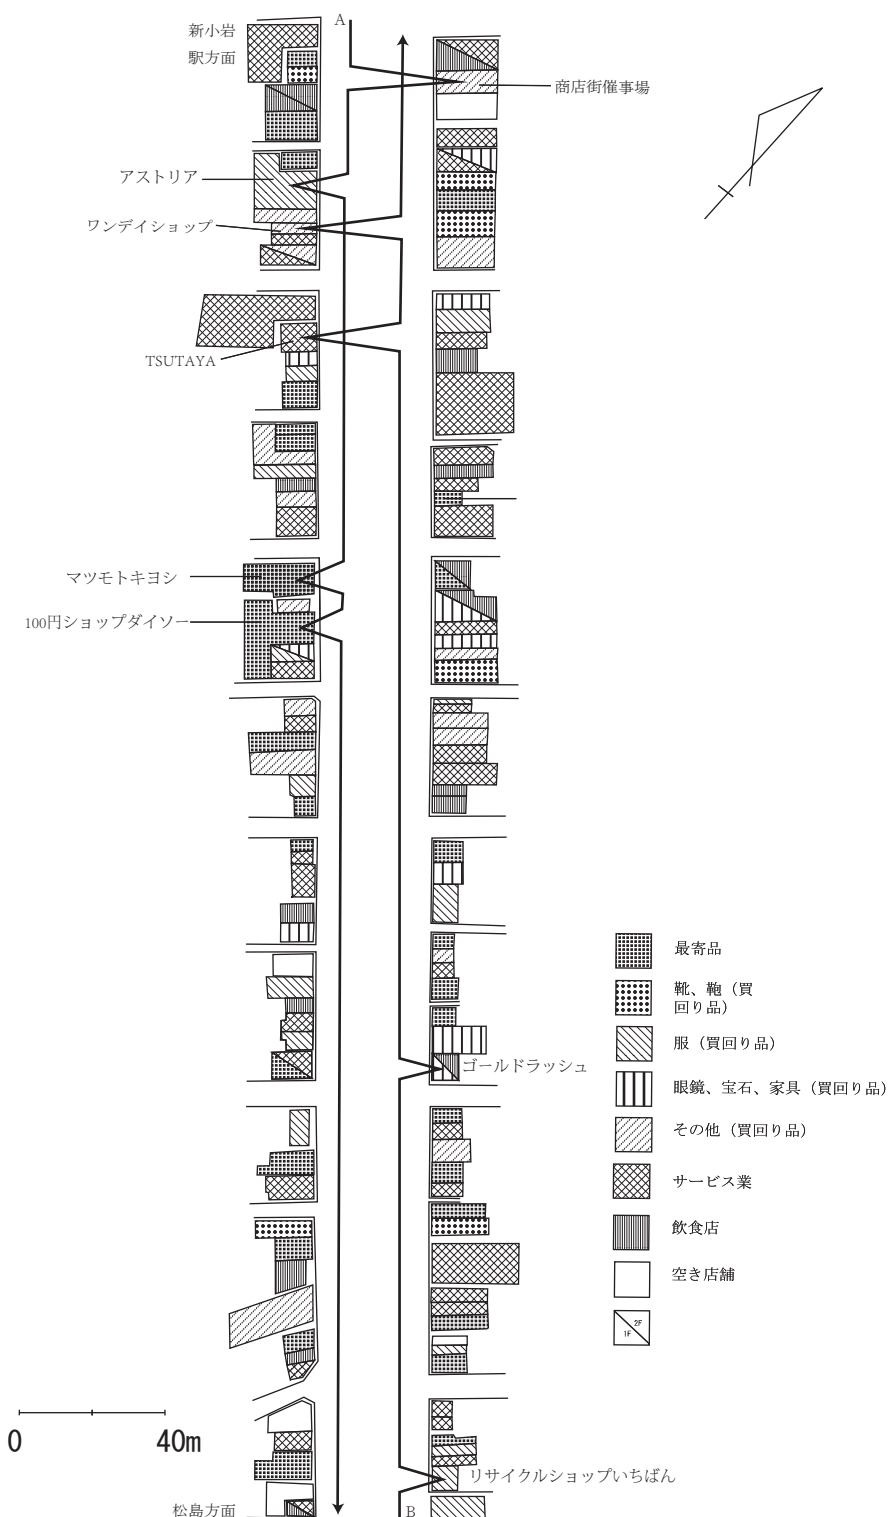 新小岩
駅方面
A
商店街催事場
アストリア
ワンデイショップ
TSUTAYA
マツモトキヨシ
100円ショップダイソー
最寄品
靴、鞄（買
回り品）
服（買回り品）
ゴールドラッシュ
眼鏡、宝石、家具（買回り品）
その他（買回り品）
サービス業
飲食店
空き店舗
2F
1F
0
40m
リサイクルショップいちばん
松島方面
B